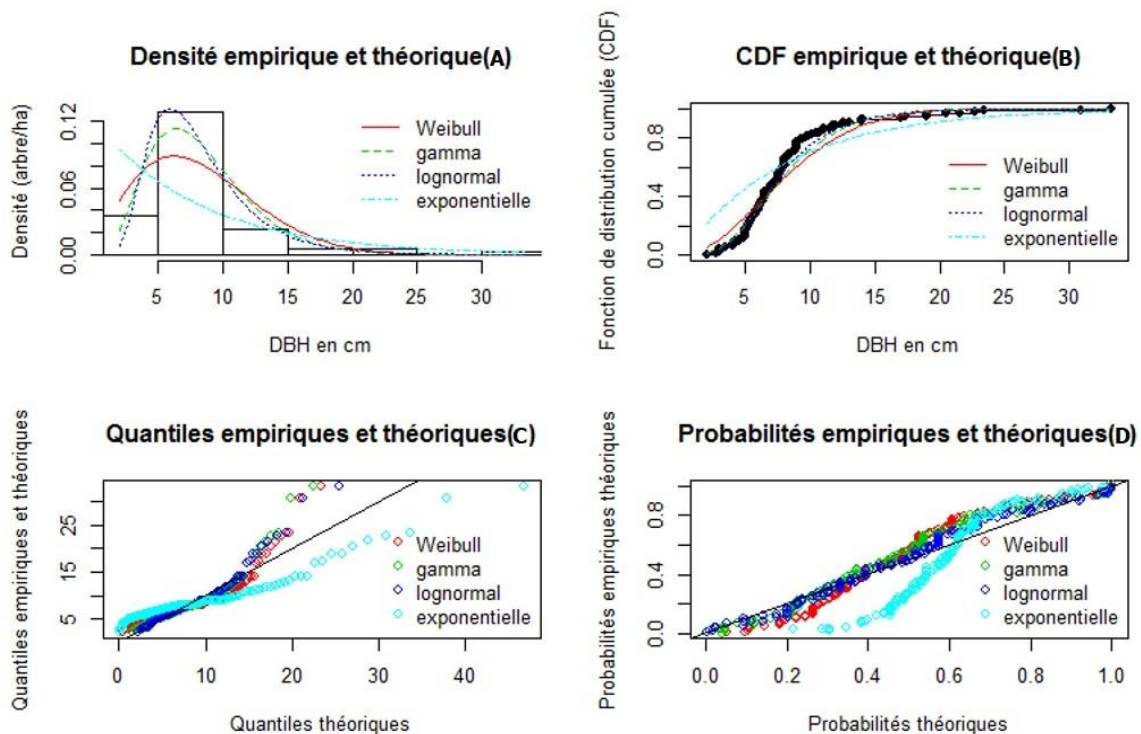 Densité empirique et théorique(A)
Densité (arbre/ha)
0.12
0.06
0.00
Weibull
gamma
lognormal
exponentielle
5 10 15 20 25 30
DBH en cm
CDF empirique et théorique(B)
Fonction de distribution cumulée (CDF)
0.8
0.4
0.0
Weibull
gamma
lognormal
exponentielle
5 10 15 20 25 30
DBH en cm
Quantiles empiriques et théoriques(C)
Quantiles empiriques et théoriques
25
15
5
Weibull
gamma
lognormal
exponentielle
0 10 20 30 40
Quantiles théoriques
Probabilités empiriques et théoriques(D)
Probabilités empiriques théoriques
0.8
0.4
0.0
Weibull
gamma
lognormal
exponentielle
0.0 0.2 0.4 0.6 0.8 1.0
Probabilités théoriques